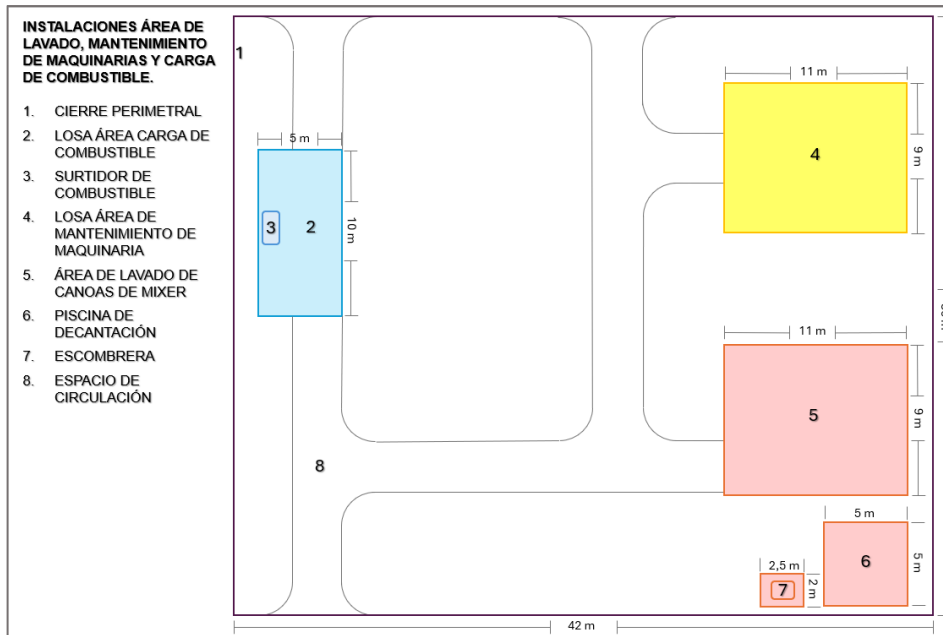 INSTALACIONES ÁREA DE
LAVADO, MANTENIMIENTO
DE MAQUINARIAS Y CARGA
DE COMBUSTIBLE.
1. CIERRE PERIMETRAL
2. LOSA ÁREA CARGA DE
COMBUSTIBLE
3. SURTIDOR DE
COMBUSTIBLE
4. LOSA ÁREA DE
MANTENIMIENTO DE
MAQUINARIA
5. ÁREA DE LAVADO DE
CANOAS DE MIXER
6. PISCINA DE
DECANTACIÓN
7. ESCOMBRERA
8. ESPACIO DE
CIRCULACIÓN
1
5 m
3
2
10 m
11 m
4
9 m
11 m
5
9 m
8
5 m
6
5 m
2,5 m
7
2 m
42 m